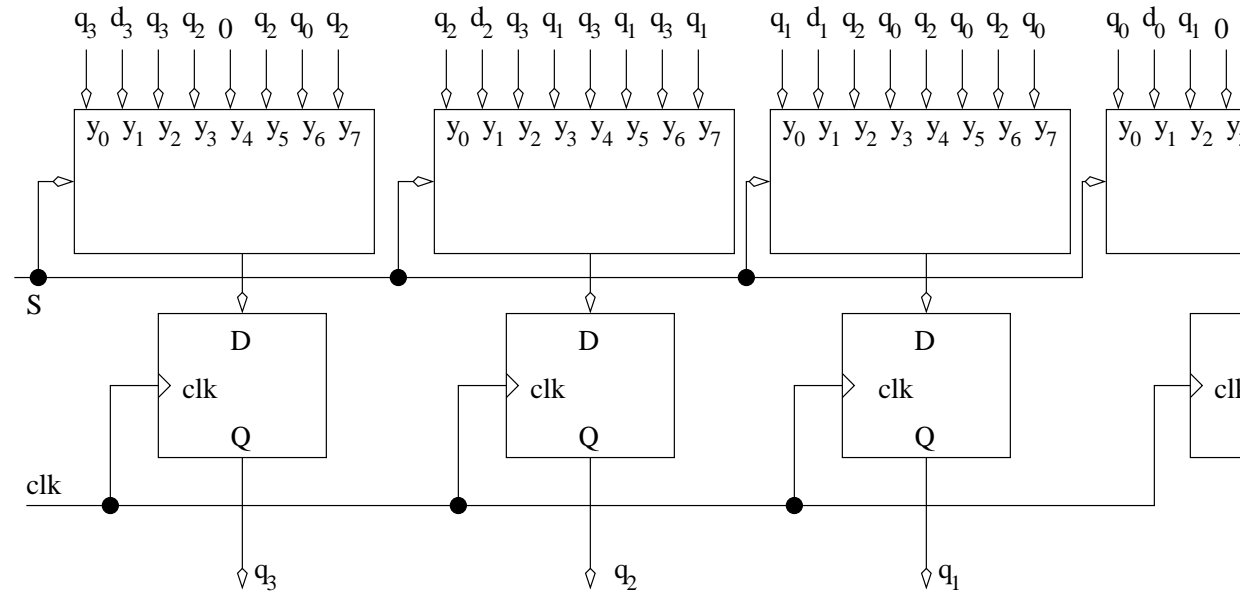 q3 d3 q3 q2 0 q2 q0 q2 q2 d2 q3 q1 q3 q1 q3 q1 q1 d1 q2 q0 q2 q0 q2 q0 q0 d0 q1 0
y0 y1 y2 y3 y4 y5 y6 y7 y0 y1 y2 y3 y4 y5 y6 y7 y0 y1 y2 y3 y4 y5 y6 y7 y0 y1 y2
S
D D D
clk clk clk
Q Q Q
clk
q3 q2 q1